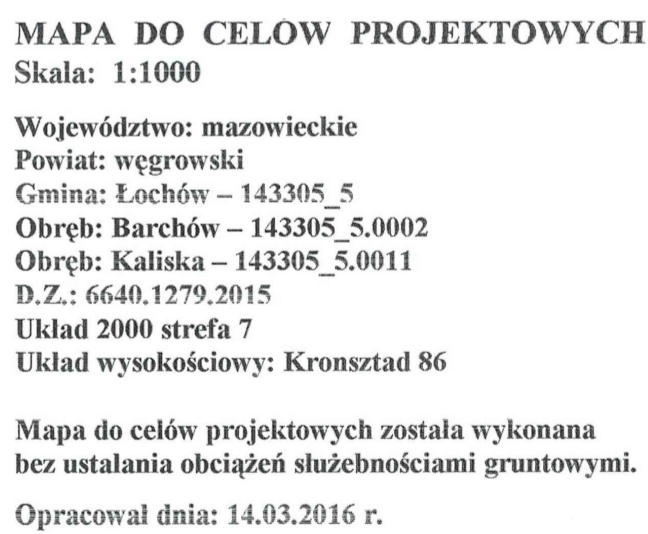 MAPA DO CELÓW PROJEKTOWYCH
Skala: 1:1000
Województwo: mazowieckie
Powiat: węgrowski
Gmina: Łochów – 143305_5
Obręb: Barchów – 143305_5.0002
Obręb: Kaliska – 143305_5.0011
D.Z.: 6640.1279.2015
Układ 2000 strefa 7
Układ wysokościowy: Kronsztad 86
Mapa do celów projektowych została wykonana
bez ustalania obciążeń służebnościami gruntowymi.
Opracował dnia: 14.03.2016 r.